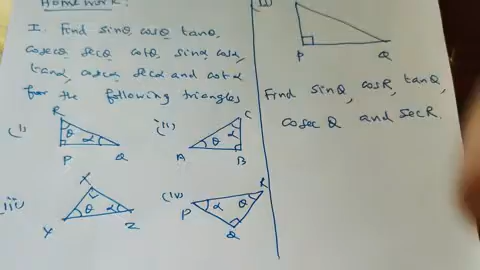 Homework:
I. Find sinθ, cosθ, tanθ,
cosecθ, secθ, cotθ, sinα, cosα,
tanα, cosecα, secα and cotα
for the following triangles
(i)
R
θ
α
P
Q
(ii)
C
α
θ
A
B
(iii)
X
θ
α
Y
Z
(iv)
R
P
α
θ
Q
P
Q
Find sinQ, cosR, tanQ,
cosec Q and secR.